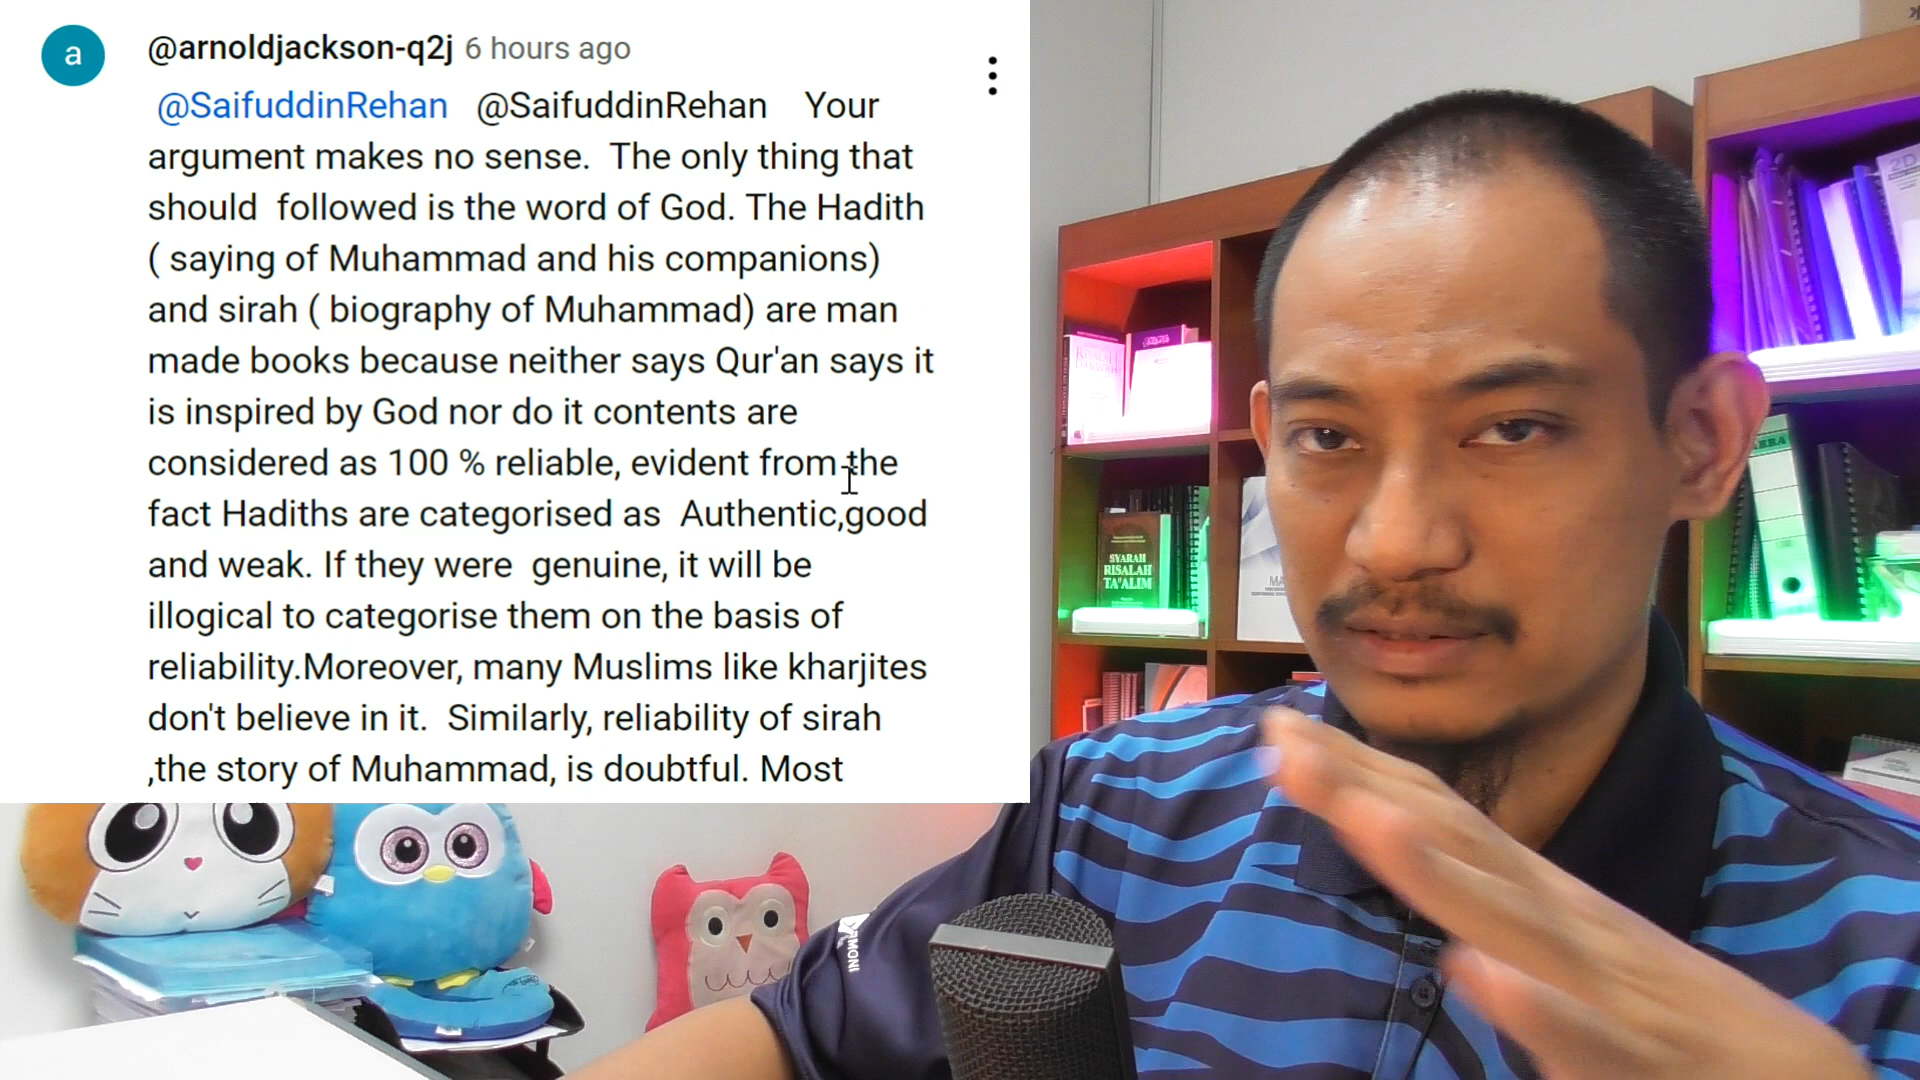 a
@arnoldjackson-q2j 6 hours ago
@SaifuddinRehan @SaifuddinRehan Your
argument makes no sense. The only thing that
should followed is the word of God. The Hadith
( saying of Muhammad and his companions)
and sirah ( biography of Muhammad) are man
made books because neither says Qur'an says it
is inspired by God nor do it contents are
considered as 100 % reliable, evident from the
fact Hadiths are categorised as Authentic,good
and weak. If they were genuine, it will be
illogical to categorise them on the basis of
reliability.Moreover, many Muslims like kharjites
don't believe in it. Similarly, reliability of sirah
,the story of Muhammad, is doubtful. Most
SYARAH
RISALAH
TA'ALIM
2D